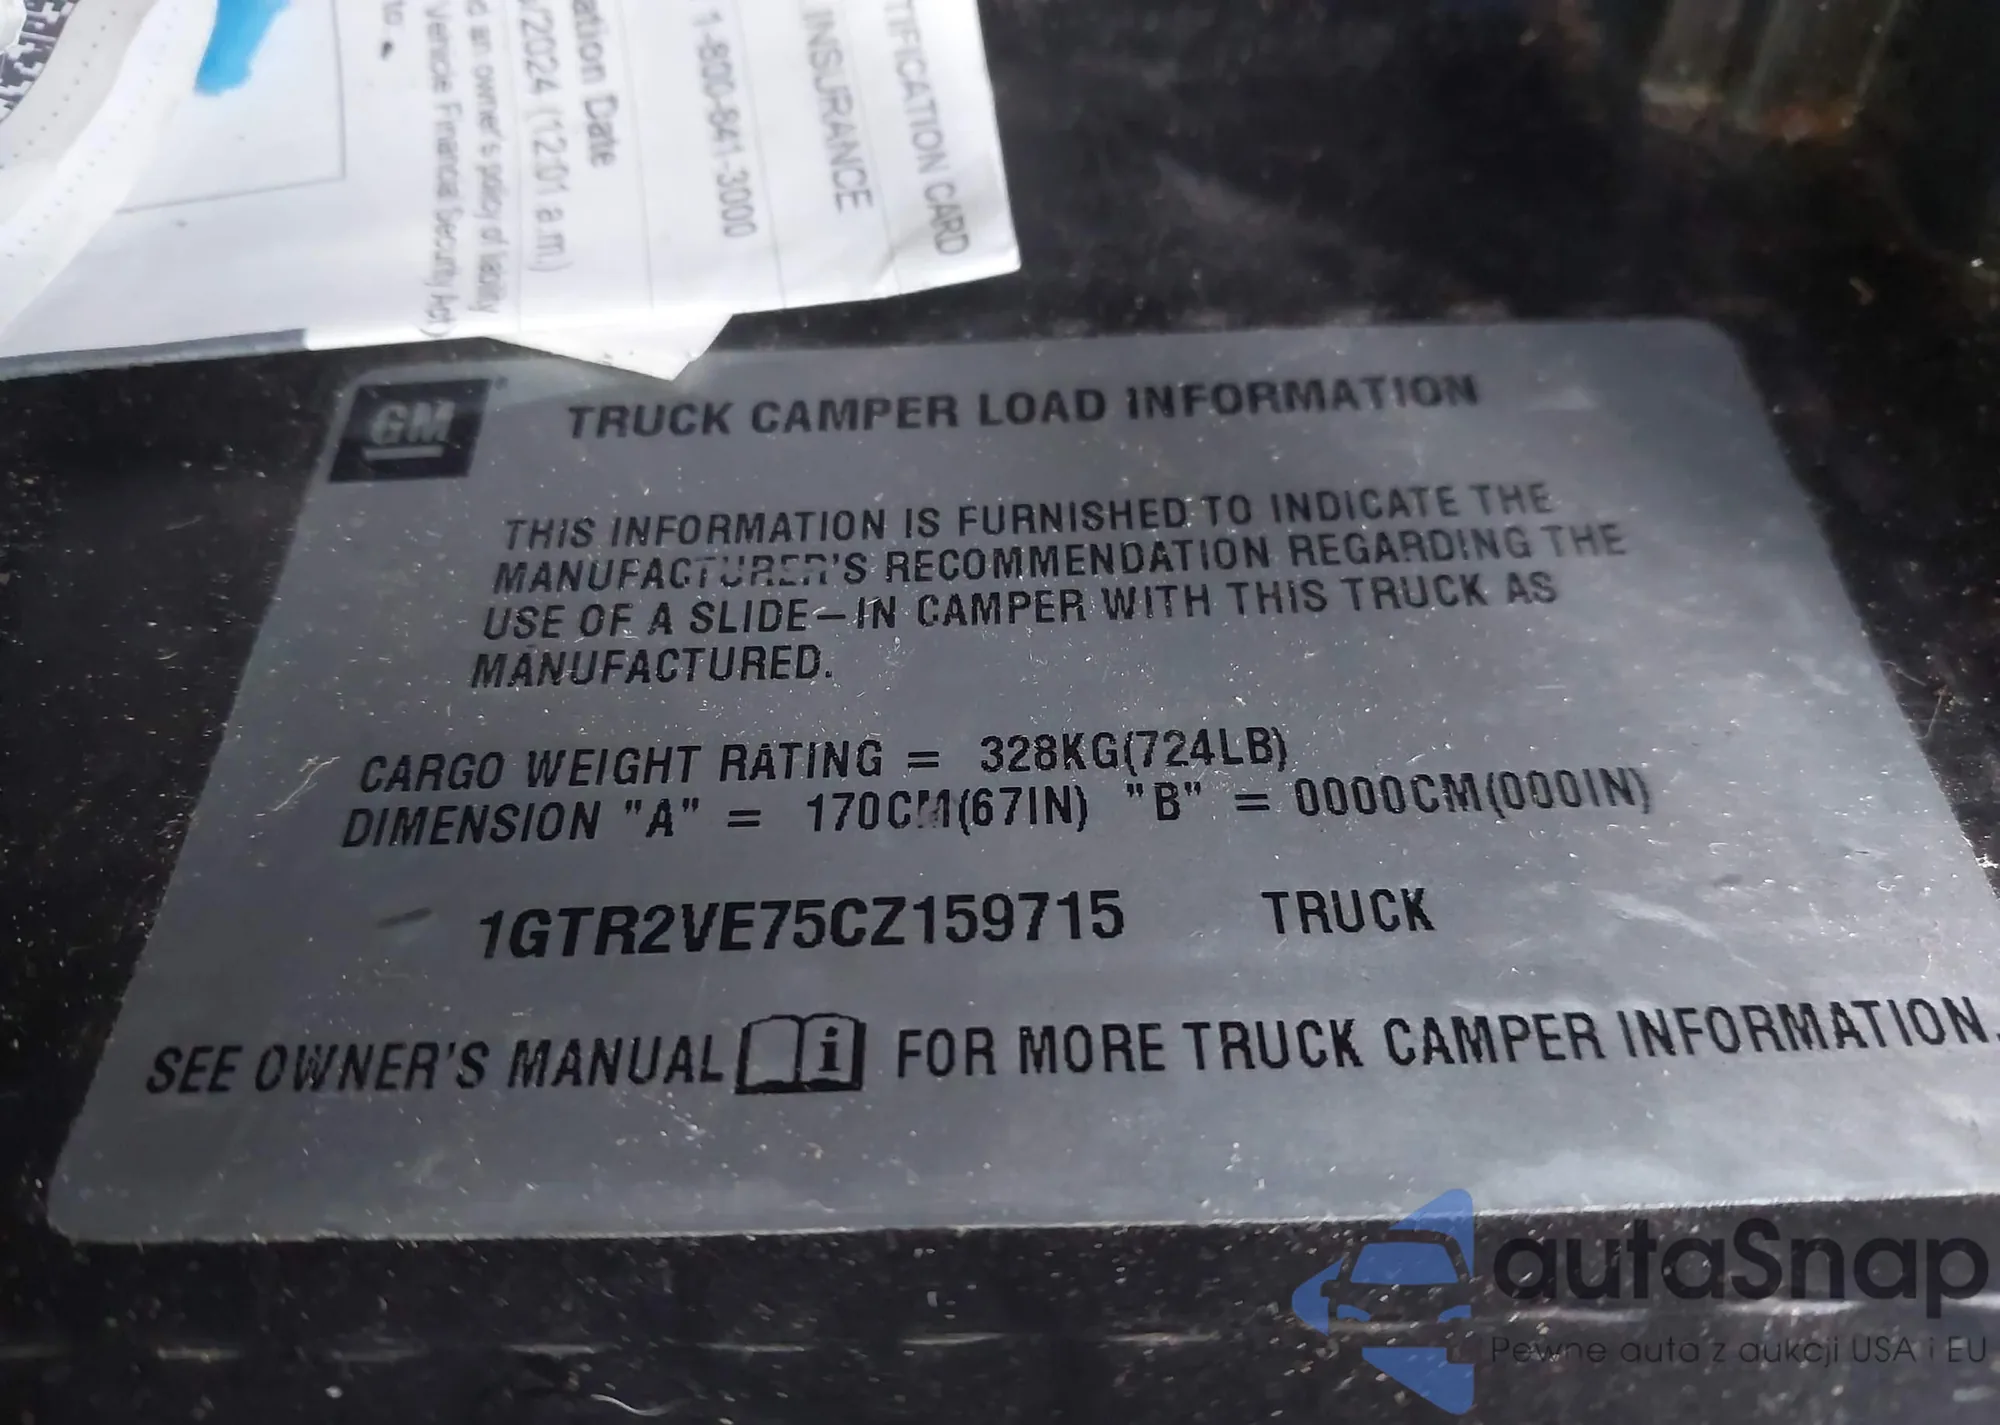 TIFICATION CARD
INSURANCE
1-800-841-3000
ation Date
/2024 (12:01 a.m)
an owner's policy of liability
Vehicle Financial Security Act)
to
GM
TRUCK CAMPER LOAD INFORMATION
THIS INFORMATION IS FURNISHED TO INDICATE THE
MANUFACTURER'S RECOMMENDATION REGARDING THE
USE OF A SLIDE–IN CAMPER WITH THIS TRUCK AS
MANUFACTURED.
CARGO WEIGHT RATING = 328KG(724LB)
DIMENSION "A" = 170CM(67IN) "B" = 0000CM(000IN)
1GTR2VE75CZ159715 TRUCK
SEE OWNER'S MANUAL i FOR MORE TRUCK CAMPER INFORMATION.
autaSnap
Pewne auta z aukcji USA i EU